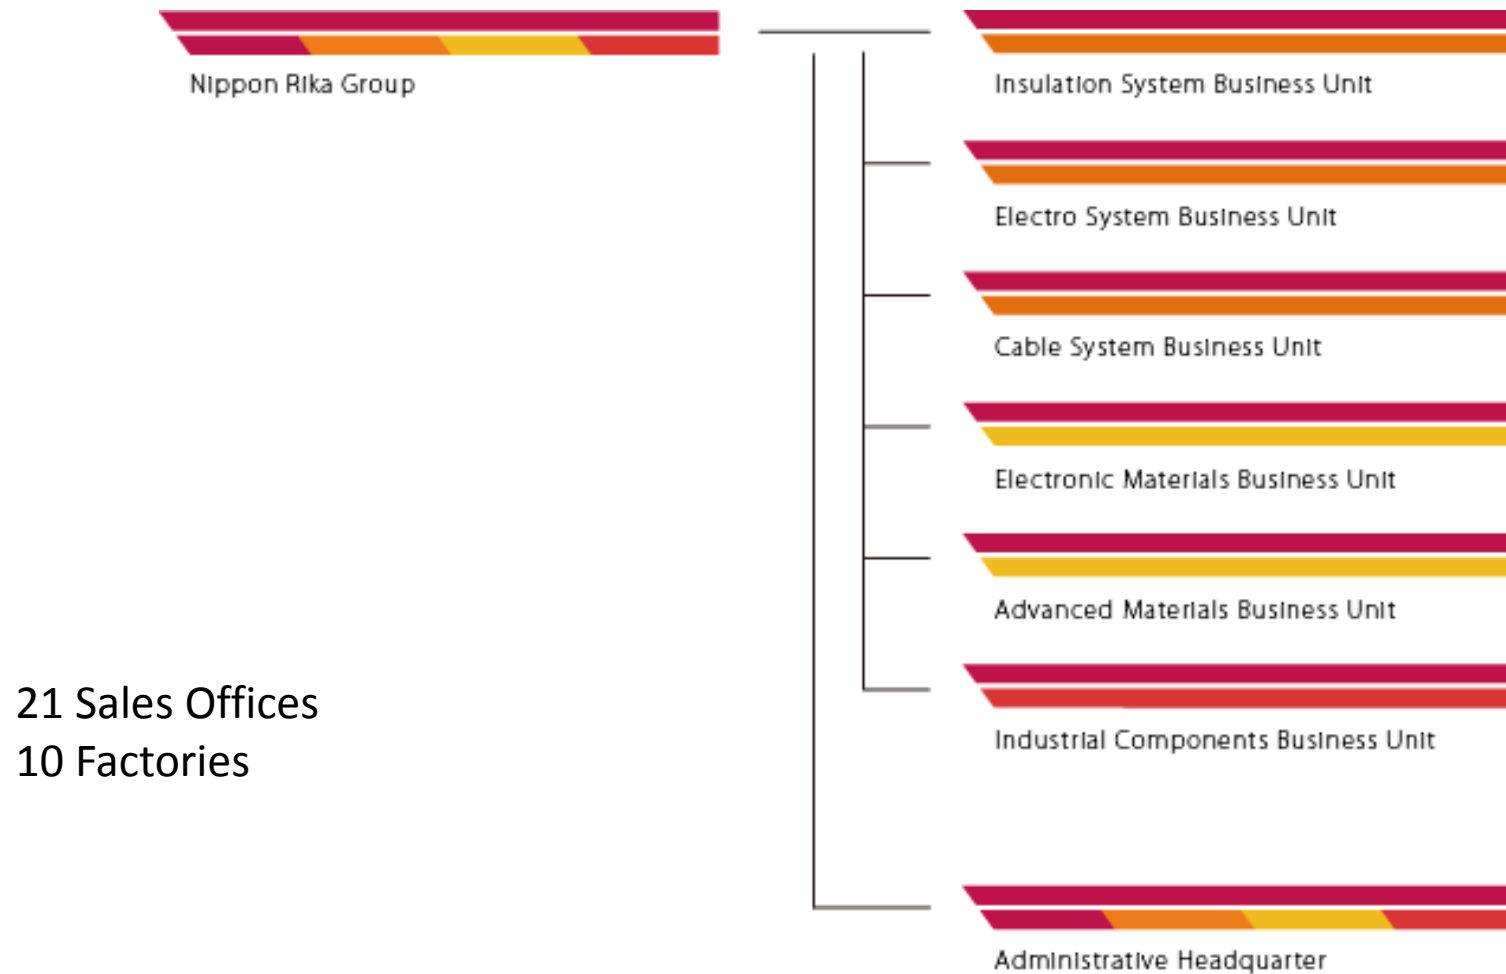 Nippon Rika Group
Insulation System Business Unit
Electro System Business Unit
Cable System Business Unit
Electronic Materials Business Unit
Advanced Materials Business Unit
Industrial Components Business Unit
Administrative Headquarter
21 Sales Offices
10 Factories